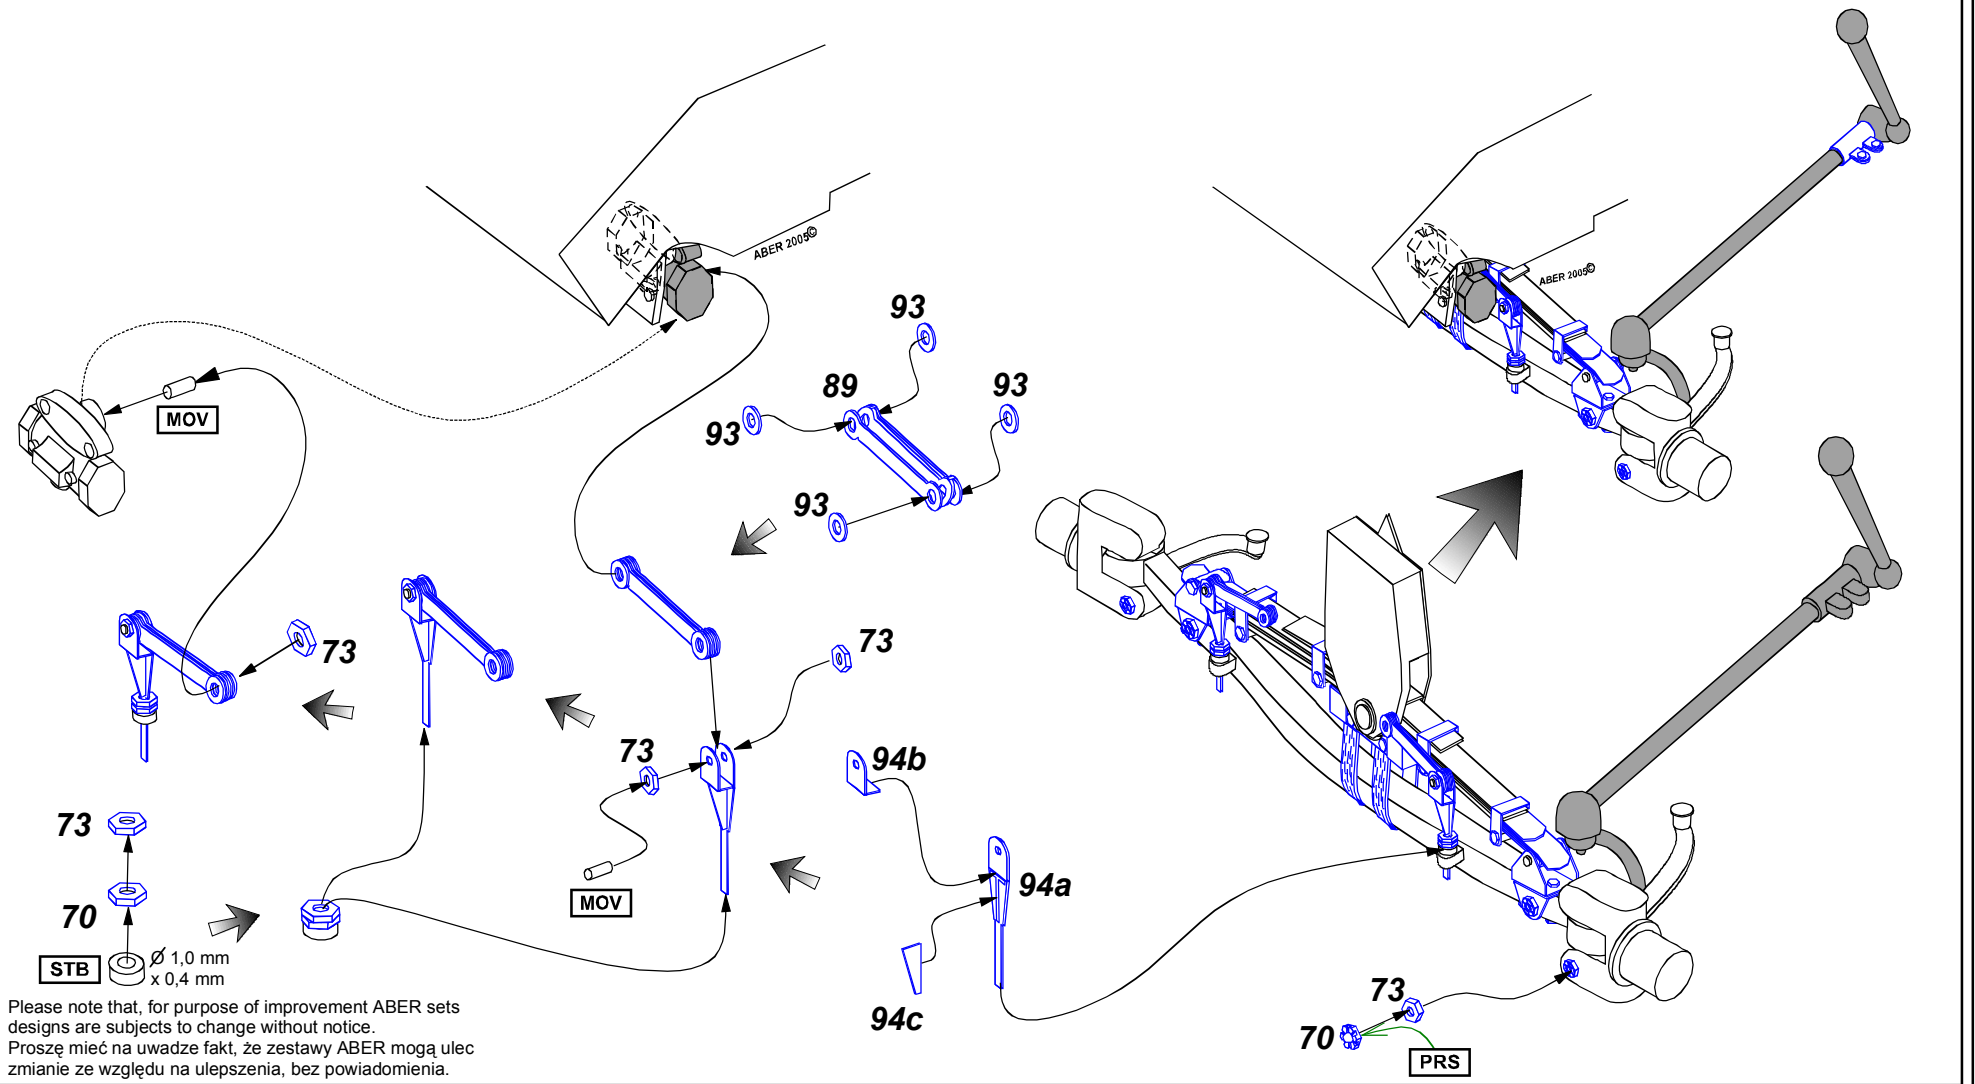 ABER 2005©
ABER 2005©
93
89
93
93
93
MOV
73
73
73
94b
73
70
MOV
94a
STB
Ø 1,0 mm
x 0,4 mm
94c
73
70
PRS
Please note that, for purpose of improvement ABER sets
designs are subjects to change without notice.
Proszę mieć na uwadze fakt, że zestawy ABER mogą ulec
zmianie ze względu na ulepszenia, bez powiadomienia.